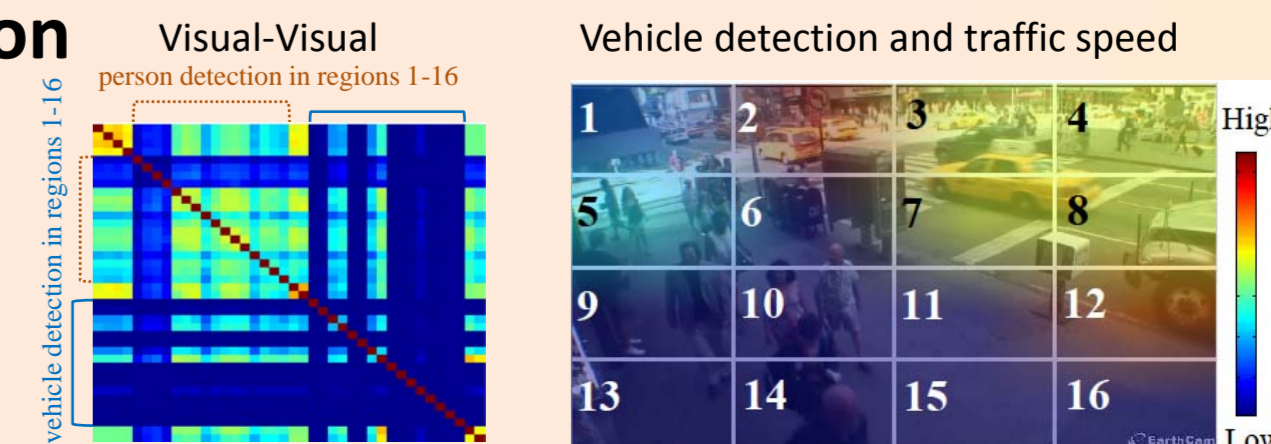 on
Visual-Visual
person detection in regions 1-16
vehicle detection in regions 1-16
Vehicle detection and traffic speed
1 2 3 4
5 6 7 8
9 10 11 12
13 14 15 16
High
Low
EarthCam